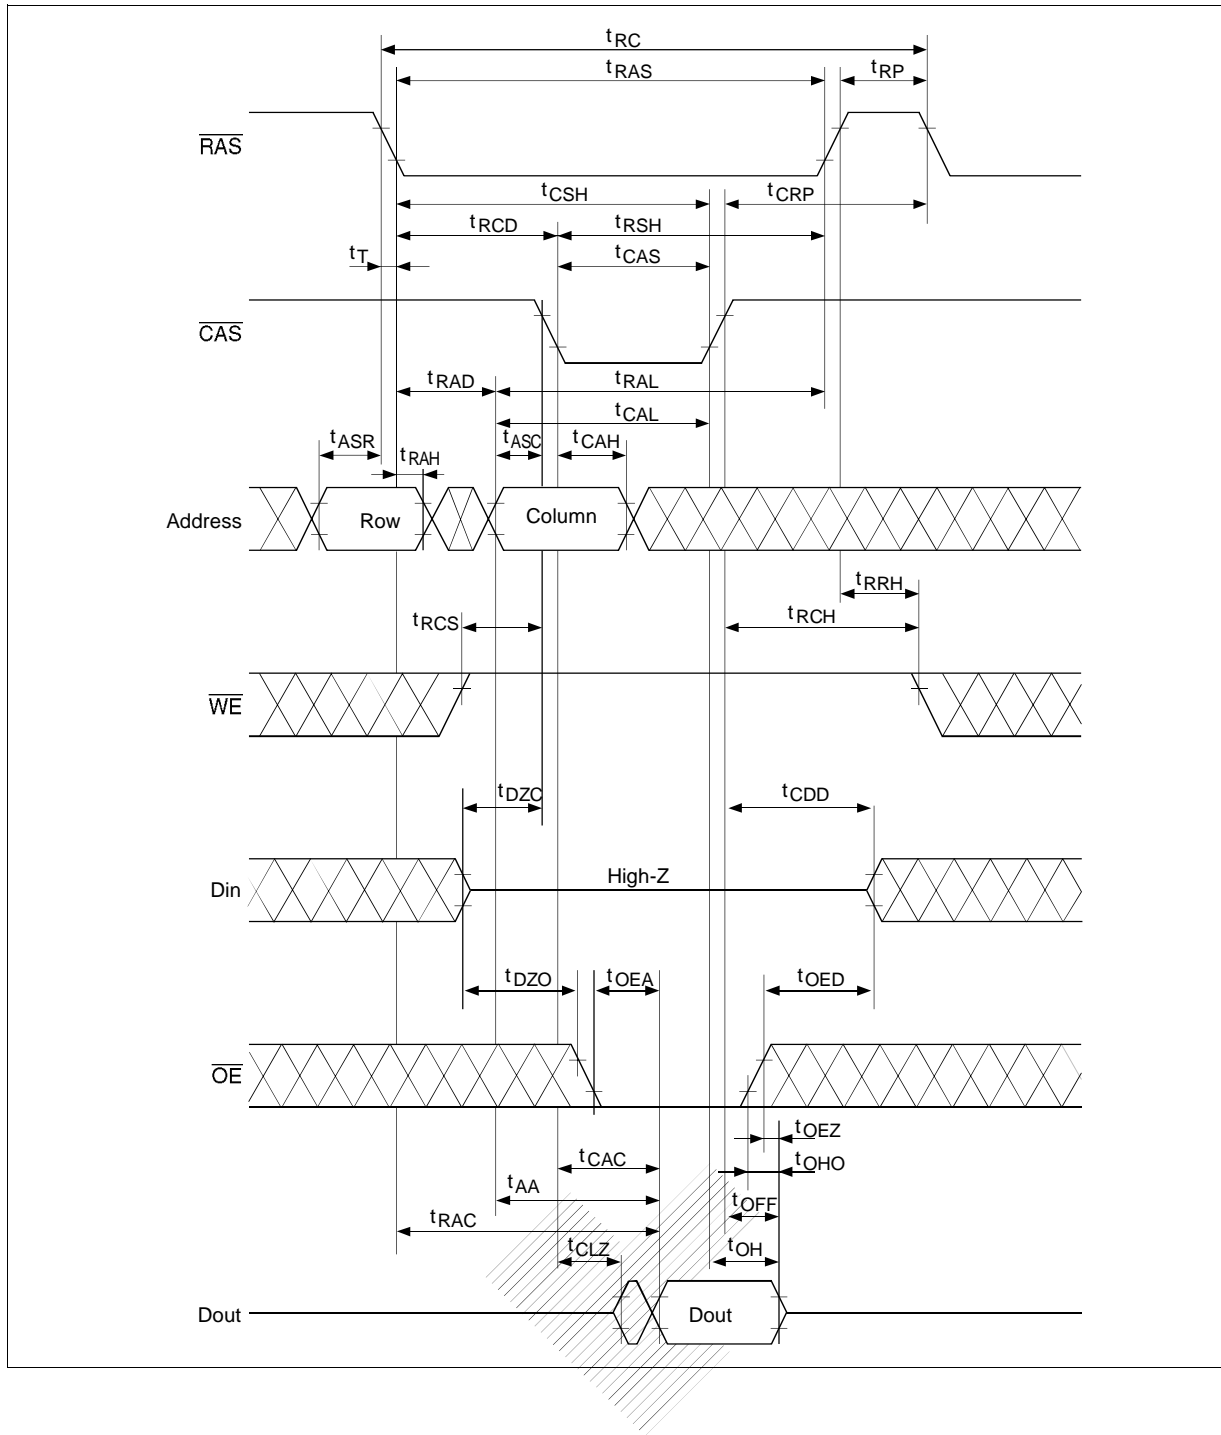 tRC
tRAS tRP
RAS
tCSH tCRP
tRCD tRSH
tT tCAS
CAS
tRAD tRAL
tCAL
tASR tASC tCAH
tRAH
Address Row Column
tRRH
tRCS tRCH
WE
tDZC tCDD
High-Z
Din
tDZO tOEA tOED
OE
tOEZ
tCAC tOHO
tAA
tRAC tOFF
tCLZ tOH
Dout Dout